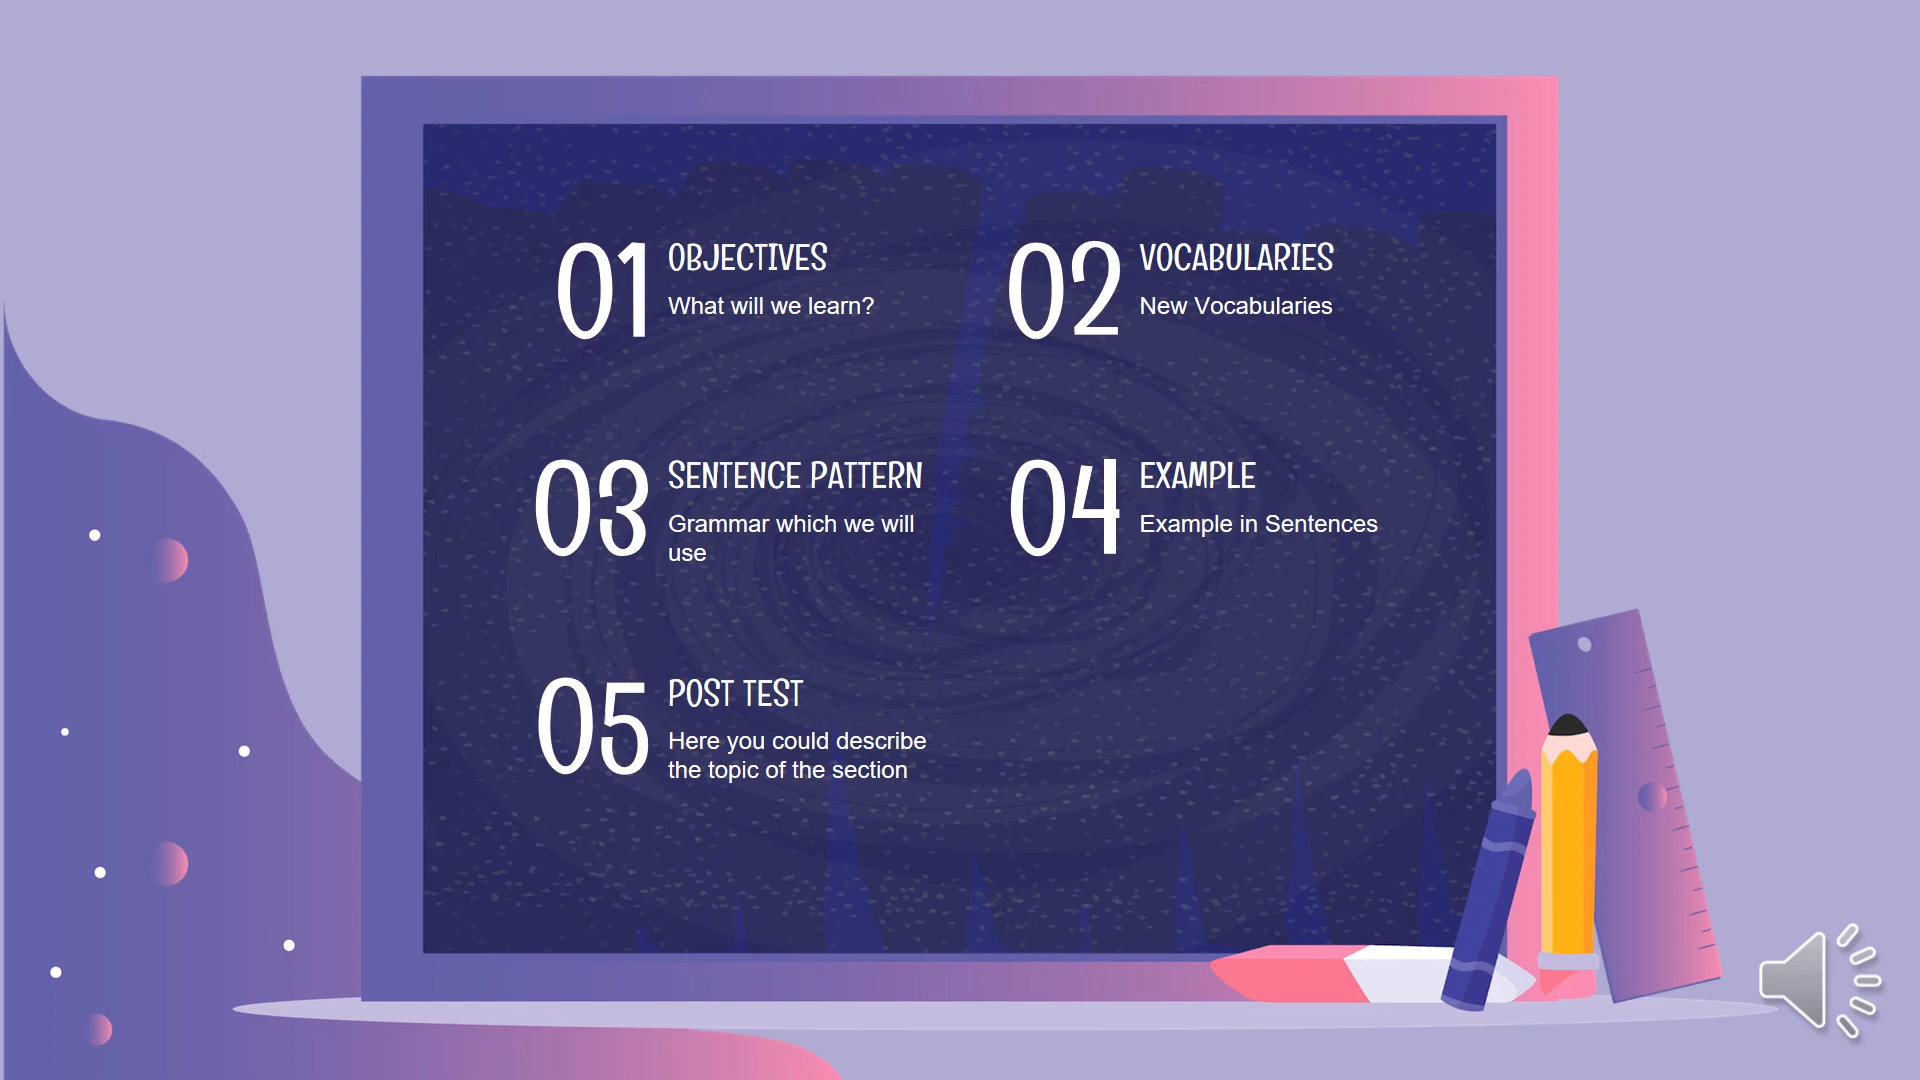 01
OBJECTIVES
What will we learn?
02
VOCABULARIES
New Vocabularies
03
SENTENCE PATTERN
Grammar which we will
use
04
EXAMPLE
Example in Sentences
05
POST TEST
Here you could describe
the topic of the section